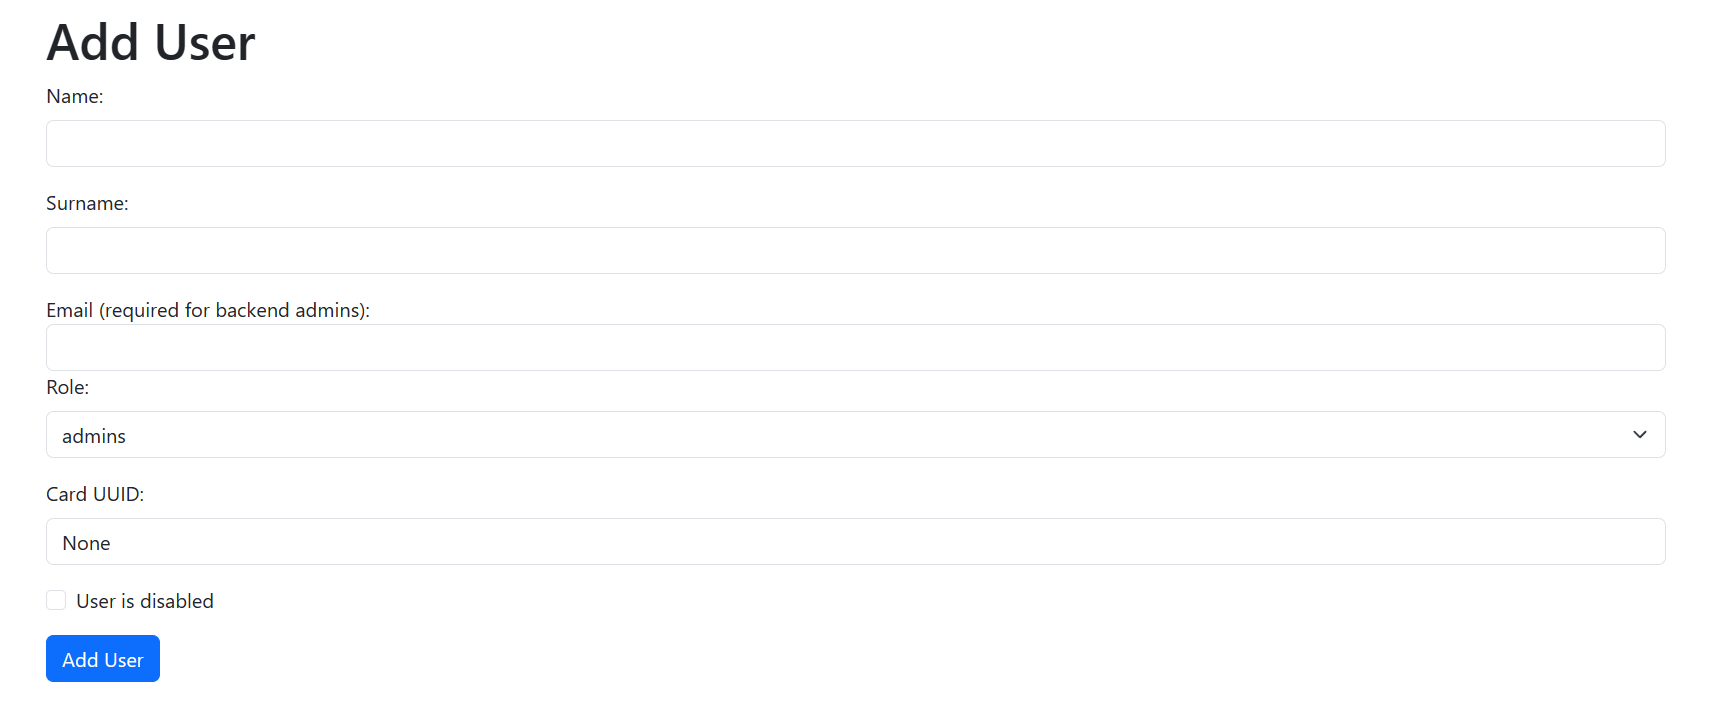 Add User
Name:
Surname:
Email (required for backend admins):
Role:
admins
Card UUID:
None
User is disabled
Add User